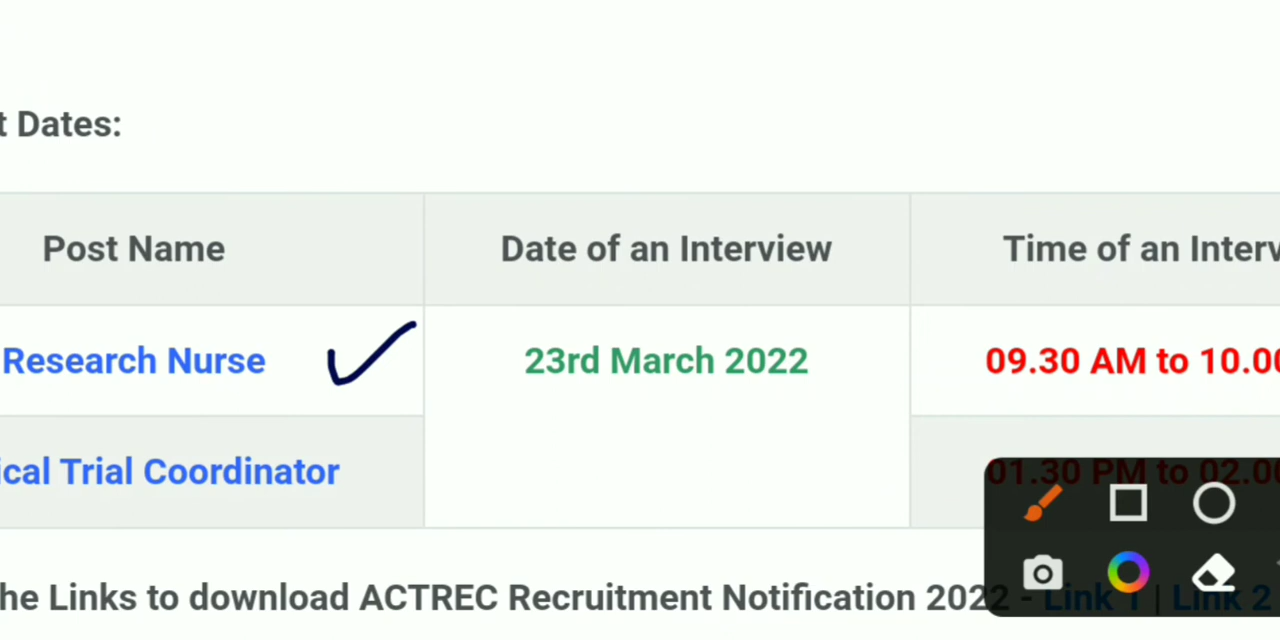 t Dates:
Post Name Date of an Interview Time of an Interv
Research Nurse 23rd March 2022 09.30 AM to 10.00
ical Trial Coordinator 01.30 PM to 02.00
he Links to download ACTREC Recruitment Notification 2022 - Link 1 | Link 2